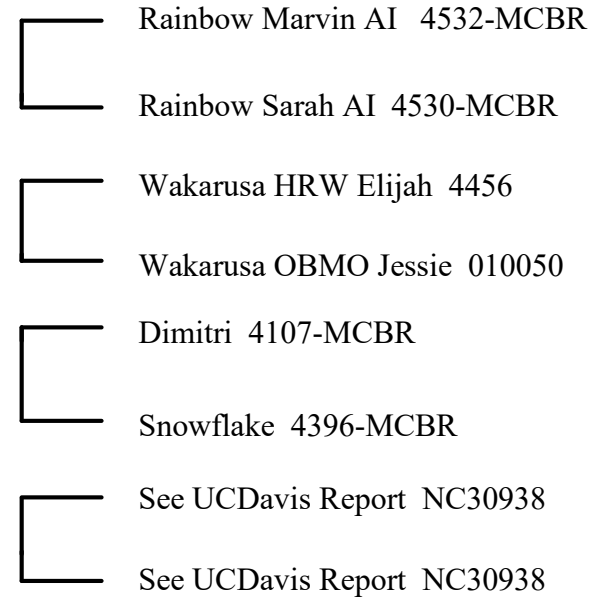 Rainbow Marvin AI 4532-MCBR
Rainbow Sarah AI 4530-MCBR
Wakarusa HRW Elijah 4456
Wakarusa OBMO Jessie 010050
Dimitri 4107-MCBR
Snowflake 4396-MCBR
See UCDavis Report NC30938
See UCDavis Report NC30938